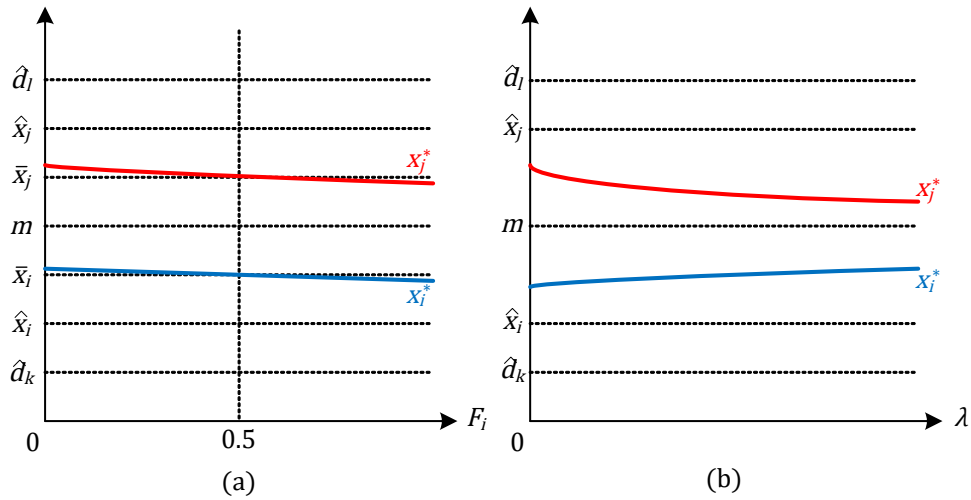 d̂ₗ
x̂ⱼ
x̄ⱼ
m
x̄ᵢ
x̂ᵢ
d̂ₖ
xⱼ*
xᵢ*
0
0.5
Fᵢ
(a)
d̂ₗ
x̂ⱼ
m
x̂ᵢ
d̂ₖ
xⱼ*
xᵢ*
0
λ
(b)